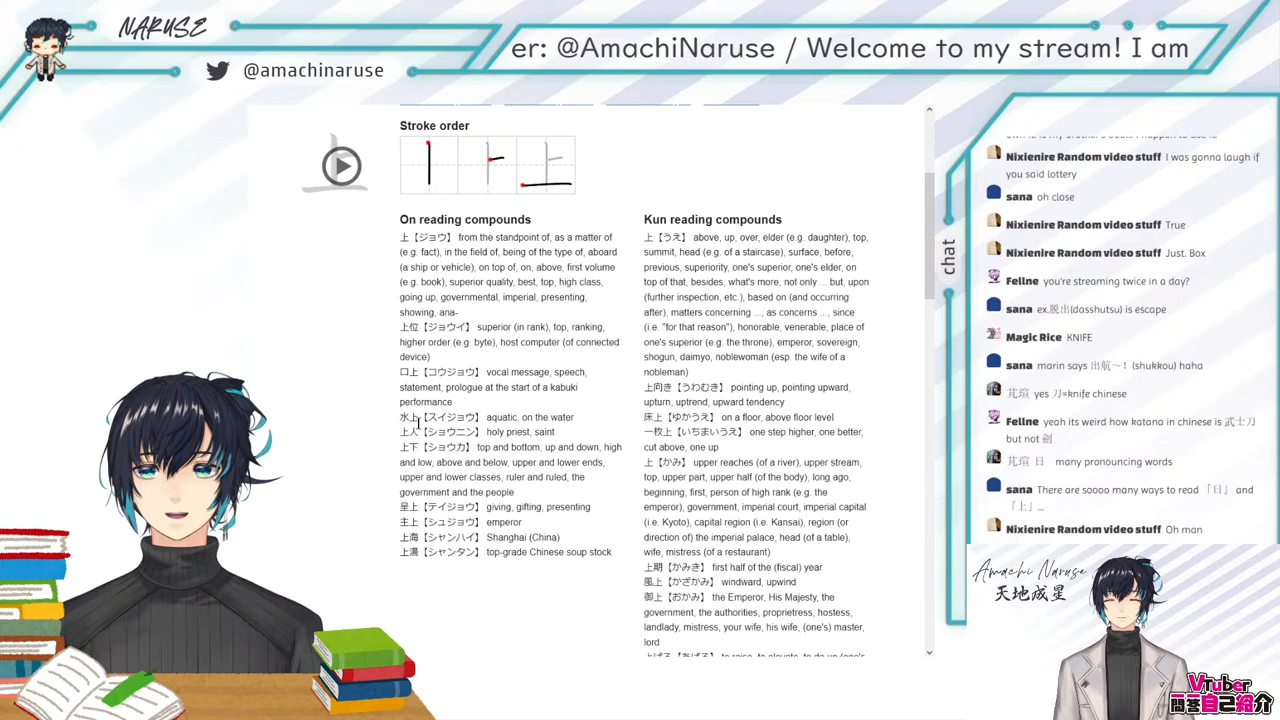 NARUSE
@amachinaruse
er: @AmachiNaruse / Welcome to my stream! I am
Stroke order
On reading compounds
上【ジョウ】 from the standpoint of, as a matter of
(e.g. fact), in the field of, being of the type of, aboard
(a ship or vehicle), on top of, on, above, first volume
(e.g. book), superior quality, best, top, high class,
going up, governmental, imperial, presenting,
showing, ana-
上位【ジョウイ】 superior (in rank), top, ranking,
higher order (e.g. byte), host computer (of connected
device)
口上【コウジョウ】 vocal message, speech,
statement, prologue at the start of a kabuki
performance
水上【スイジョウ】 aquatic, on the water
上人【ショウニン】 holy priest, saint
上下【ショウカ】 top and bottom, up and down, high
and low, above and below, upper and lower ends,
upper and lower classes, ruler and ruled, the
government and the people
呈上【テイジョウ】 giving, gifting, presenting
主上【シュジョウ】 emperor
上海【シャンハイ】 Shanghai (China)
上湯【シャンタン】 top-grade Chinese soup stock
Kun reading compounds
上【うえ】 above, up, over, elder (e.g. daughter), top,
summit, head (e.g. of a staircase), surface, before,
previous, superiority, one's superior, one's elder, on
top of that, besides, what's more, not only ... but, upon
(further inspection, etc.), based on (and occurring
after), matters concerning ..., as concerns ..., since
(i.e. "for that reason"), honorable, venerable, place of
one's superior (e.g. the throne), emperor, sovereign,
shogun, daimyo, noblewoman (esp. the wife of a
nobleman)
上向き【うわむき】 pointing up, pointing upward,
upturn, uptrend, upward tendency
床上【ゆかうえ】 on a floor, above floor level
一枚上【いちまいうえ】 one step higher, one better,
cut above, one up
上【かみ】 upper reaches (of a river), upper stream,
top, upper part, upper half (of the body), long ago,
beginning, first, person of high rank (e.g. the
emperor), government, imperial court, imperial capital
(i.e. Kyoto), capital region (i.e. Kansai), region (or
direction of) the imperial palace, head (of a table),
wife, mistress (of a restaurant)
上期【かみき】 first half of the (fiscal) year
風上【かざかみ】 windward, upwind
御上【おかみ】 the Emperor, His Majesty, the
government, the authorities, proprietress, hostess,
landlady, mistress, your wife, his wife, (one's) master,
lord
上げる【あげる】 to raise, to elevate, to do up (one's
chat
Nixienire Random video stuff I was gonna laugh if
you said lottery
sana oh close
Nixienire Random video stuff True
Nixienire Random video stuff Just. Box
Fellne you're streaming twice in a day?
sana ex.脱出(dasshutsu) is escape
Magic Rice KNIFE
sana marin says 出航～！(shukkou) haha
芃瑄 yes 刀=knife chinese
Fellne yeah its weird how katana in chinese is 武士刀
but not 劍
芃瑄 日 many pronouncing words
sana There are soooo many ways to read 「日」 and
「上」...
Nixienire Random video stuff Oh man
Amachi Naruse
天地成星
VTuber
一問一答自己紹介